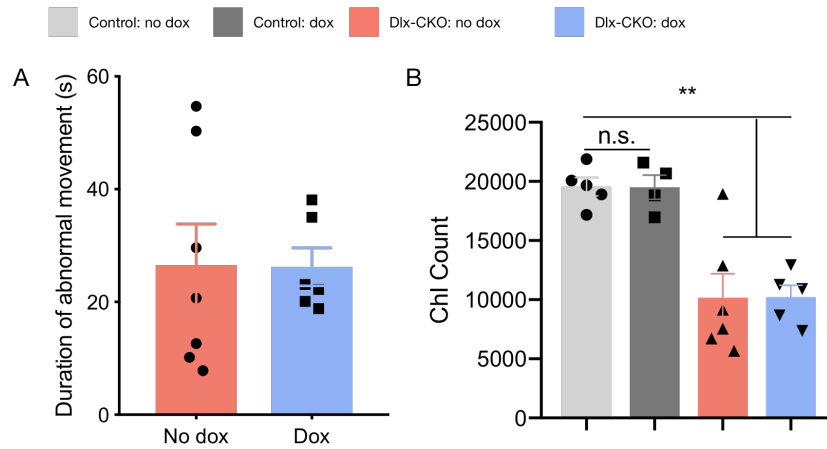 Control: no dox
Control: dox
Dlx-CKO: no dox
Dlx-CKO: dox
A
Duration of abnormal movement (s)
60
40
20
0
No dox
Dox
B
ChI Count
25000
20000
15000
10000
5000
0
**
n.s.